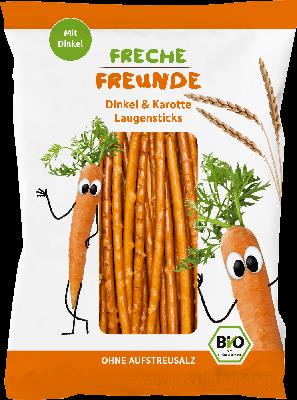 Mit
Dinkel
FRECHE
FREUNDE
Dinkel & Karotte
Laugensticks
BIO
OHNE AUFSTREUSALZ